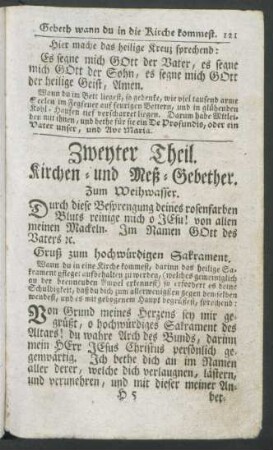 Gebeth wann du in die Kirche kommest. 121
Hier mache das heilige Kreuz sprechend:
Es segne mich GOtt der Vater, es segne
mich GOtt der Sohn, es segne mich GOtt
der heilige Geist, Amen.
Wann du im Bett liegest, so gedenke, wie viel tausend arme
Seelen im Fegfeuer auf feurigen Bettern, und in glühenden
Kohl-Haufen tief verscharret liegen. Darum habe Mitlei-
den mit ihnen, und bethe für sie ein De Profundis, oder ein
Vater unser, und Ave Maria.
Zweyter Theil.
Kirchen- und Meß-Gebether.
Zum Weihwasser.
Durch diese Besprengung deines rosenfarben
Bluts reinige mich o JEsu! von allen
meinen Mackeln. Im Namen GOtt des
Vaters ꝛc.
Gruß zum hochwürdigen Sakrament.
Wann du in eine Kirche kommest, darinn das heilige Sa-
krament pfleget aufbehalten zu werden, (welches gemeiniglich
an der brennenden Ampel erkennest) so erfordert es deine
Schuldigkeit, daß du dich zum allerwenigsten gegen demselben
wendest, und es mit gebogenem Haupt begrüssest, sprechend:
Von Grund meines Herzens sey mir ge-
grüßt, o hochwürdiges Sakrament des
Altars! du wahre Arch des Bunds, darinn
mein HErr JEsus Christus persönlich ge-
genwärtig. Ich bethe dich an im Namen
aller derer, welche dich verlaugnen, lästern,
und verunehren, und mit dieser meiner An-
H 5 be-